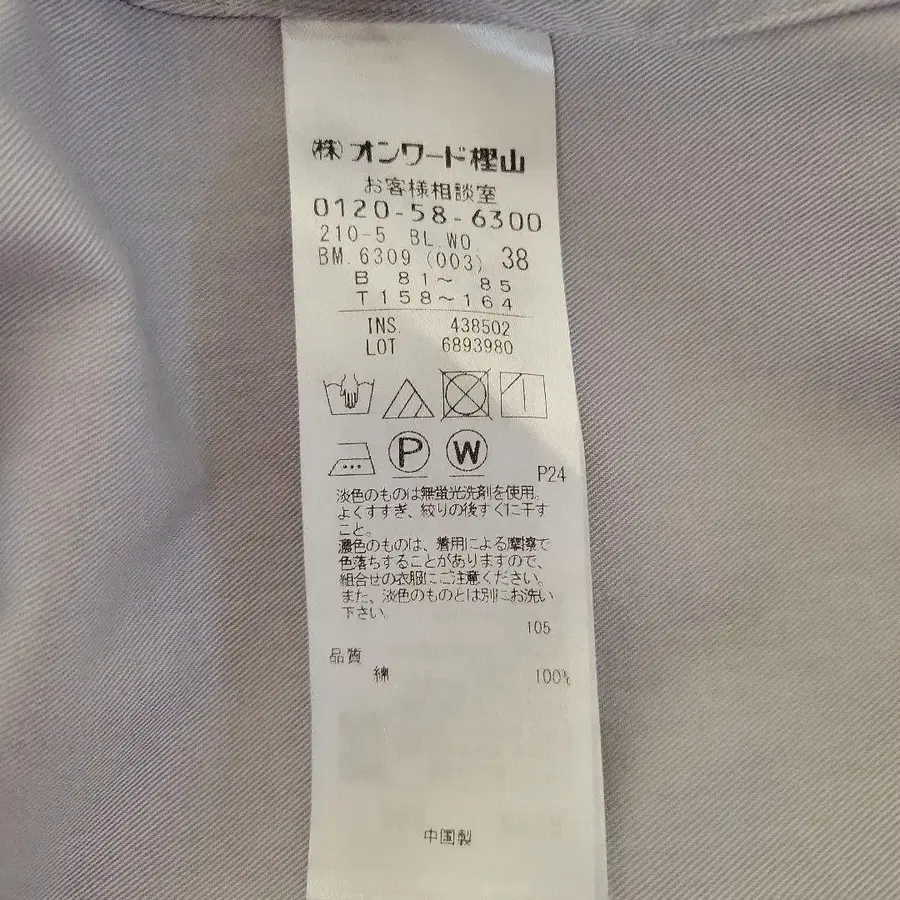 (株)オンワード樫山
お客様相談室
0120-58-6300
210-5 BL.WO
BM.6309 (003) 38
B 81～ 85
T158～164
INS. 438502
LOT 6893980
P W
P24
淡色のものは無蛍光洗剤を使用。
よくすすぎ、絞りの後すぐに干す
こと。
濃色のものは、着用による摩擦で
色落ちすることがありますので、
組合せの衣服にご注意ください。
また、淡色のものとは別にお洗い
下さい。
105
品質
綿 100%
中国製